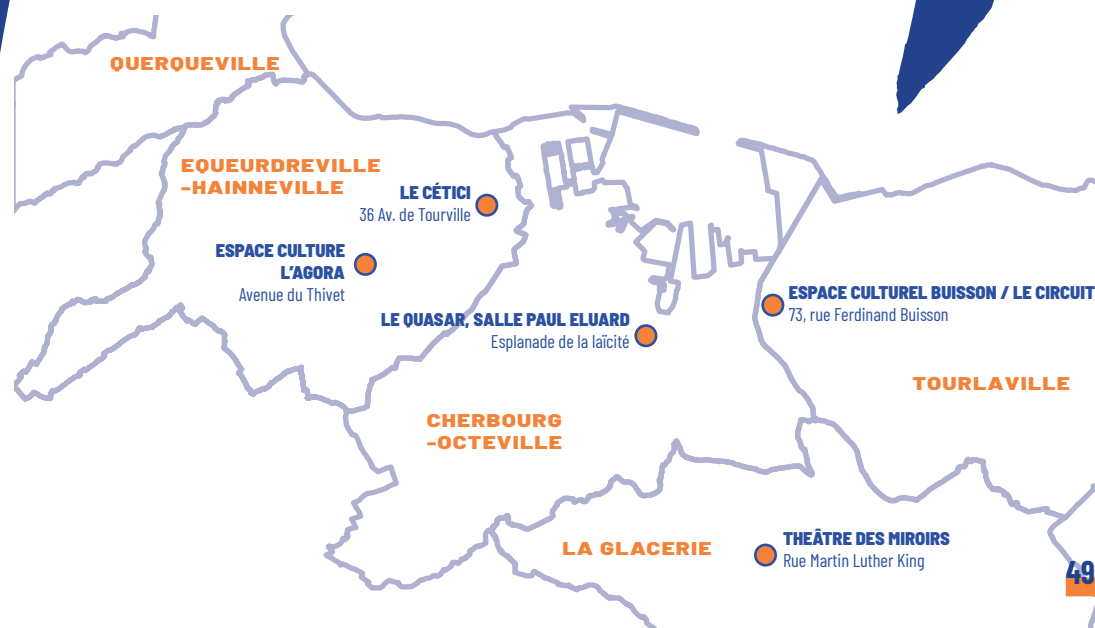 QUERQUEVILLE
EQUEURDREVILLE
-HAINNEVILLE
LE CÉTICI
36 Av. de Tourville
ESPACE CULTURE
L'AGORA
Avenue du Thivet
LE QUASAR, SALLE PAUL ELUARD
Esplanade de la laïcité
ESPACE CULTUREL BUISSON / LE CIRCUIT
73, rue Ferdinand Buisson
TOURLAVILLE
CHERBOURG
-OCTEVILLE
LA GLACERIE
THEÂTRE DES MIROIRS
Rue Martin Luther King
49